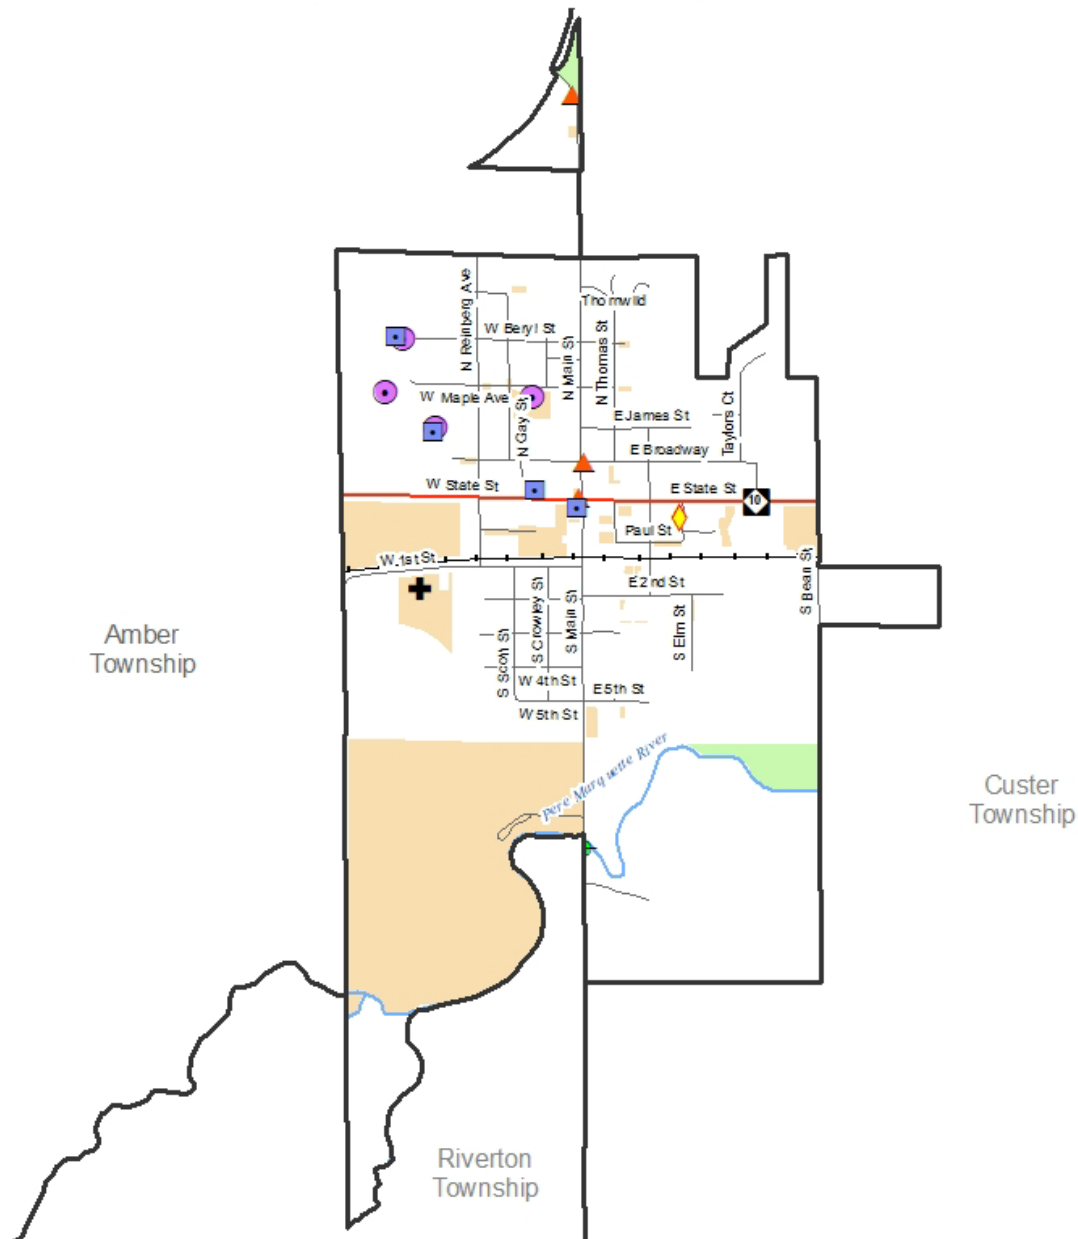 N Reinberg Ave
Thornwild
W Beryl St
N Main St
N Thomas St
W Maple Ave
N Gay St
E James St
Taylors Ct
E Broadway
W State St
E State St
10
Paul St
W 1st St
E 2nd St
S Bean St
S Crowley St
S Main St
S Elm St
S Scott St
Amber
Township
W 4th St
E 5th St
W 5th St
Pere Marquette River
Custer
Township
Riverton
Township